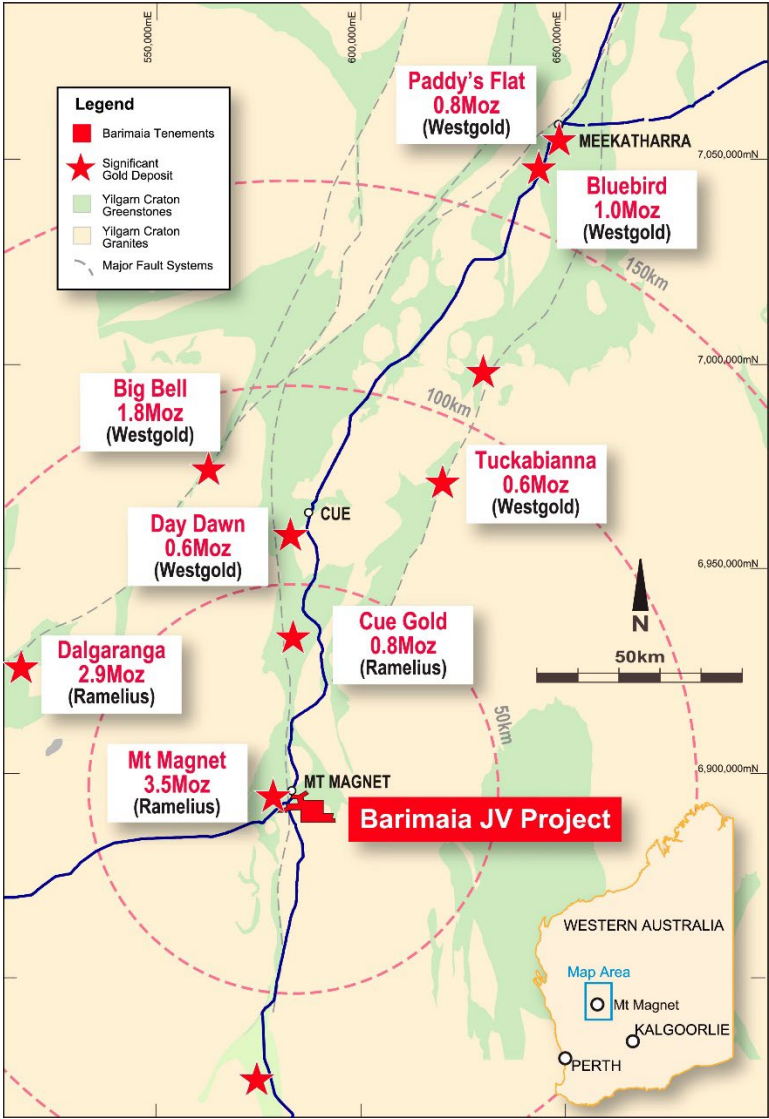 550,000mE
600,000mE
650,000mE
Legend
Barimaia Tenements
Significant
Gold Deposit
Yilgarn Craton
Greenstones
Yilgarn Craton
Granites
Major Fault Systems
Paddy's Flat
0.8Moz
(Westgold)
MEEKATHARRA
7,050,000mN
Bluebird
1.0Moz
(Westgold)
150km
7,000,000mN
Big Bell
1.8Moz
(Westgold)
100km
Tuckabianna
0.6Moz
(Westgold)
CUE
Day Dawn
0.6Moz
(Westgold)
6,950,000mN
N
50km
Cue Gold
0.8Moz
(Ramelius)
Dalgaranga
2.9Moz
(Ramelius)
50km
Mt Magnet
3.5Moz
(Ramelius)
MT MAGNET
6,900,000mN
Barimaia JV Project
WESTERN AUSTRALIA
Map Area
Mt Magnet
KALGOORLIE
PERTH